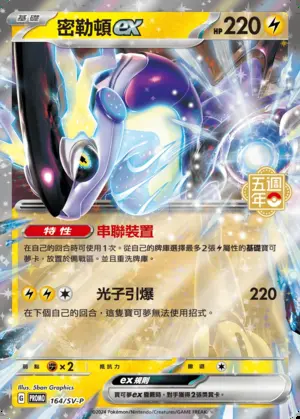 基礎
密勒頓ex
HP 220
五週年
特性 串聯裝置
在自己的回合時可使用1次。從自己的牌庫選擇最多2張 屬性的基礎寶可
夢卡,放置於備戰區。並且重洗牌庫。
光子引爆 220
在下個自己的回合,這隻寶可夢無法使用招式。
弱點 ×2 抵抗力 撤退
Illus. 5ban Graphics
G PROMO 164/SV-P
ex規則
寶可夢ex昏厥時,對手獲得2張獎賞卡。
©2024 Pokémon/Nintendo/Creatures/GAME FREAK